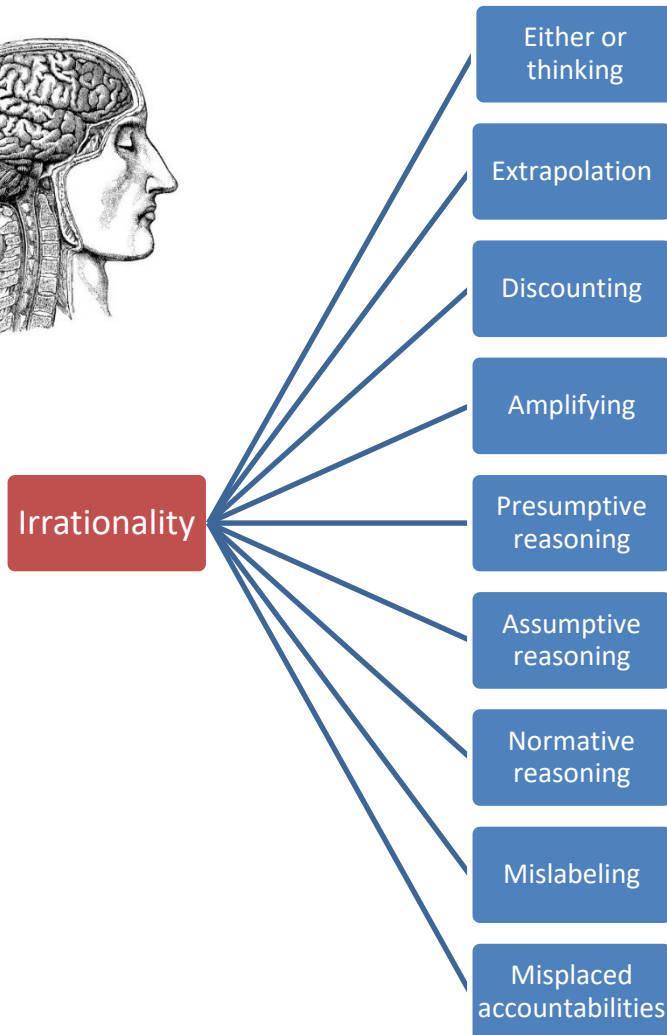 Either or
thinking
Extrapolation
Discounting
Amplifying
Irrationality
Presumptive
reasoning
Assumptive
reasoning
Normative
reasoning
Mislabeling
Misplaced
accountabilities